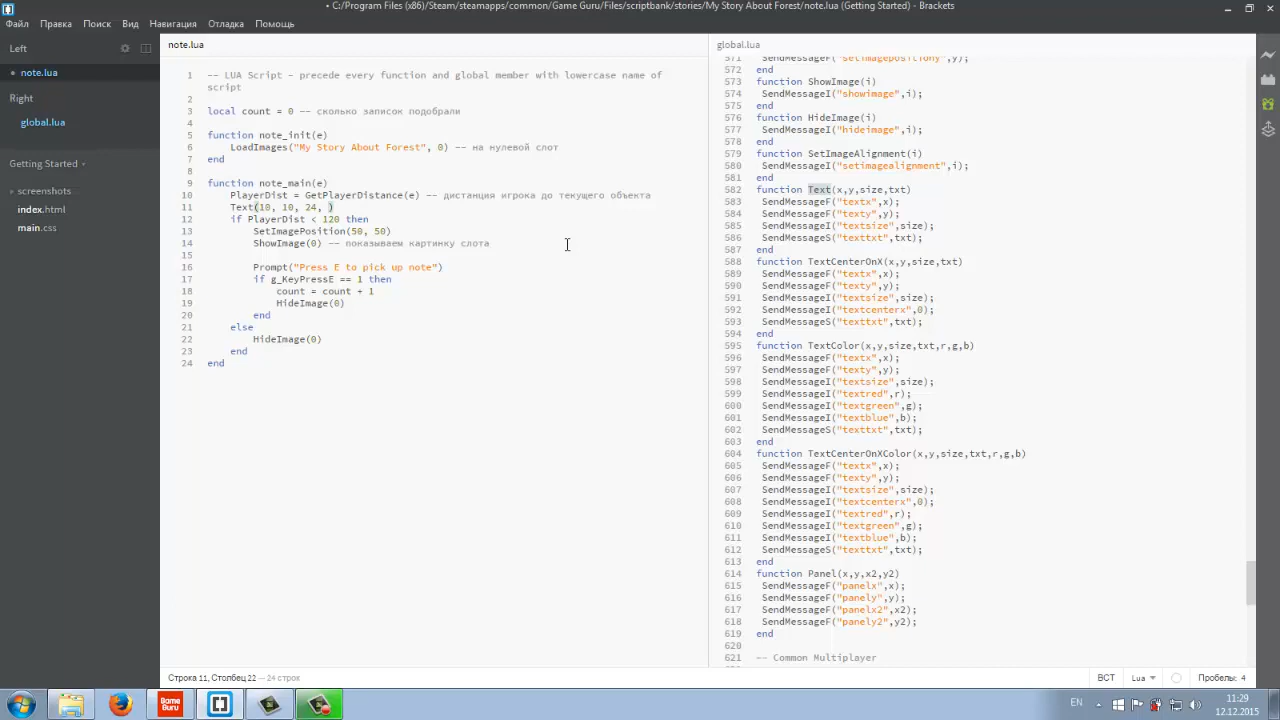 • C:/Program Files (x86)/Steam/steamapps/common/Game Guru/Files/scriptbank/stories/My Story About Forest/note.lua (Getting Started) - Brackets
Файл Правка Поиск Вид Навигация Отладка Помощь
Left
note.lua
Right
global.lua
Getting Started
screenshots
index.html
main.css
note.lua
1 -- LUA Script - precede every function and global member with lowercase name of
script
2
3 local count = 0 -- сколько записок подобрали
4
5 function note_init(e)
6 LoadImages("My Story About Forest", 0) -- на нулевой слот
7 end
8
9 function note_main(e)
10 PlayerDist = GetPlayerDistance(e) -- дистанция игрока до текущего объекта
11 Text(10, 10, 24, )
12 if PlayerDist < 120 then
13 SetImagePosition(50, 50)
14 ShowImage(0) -- показываем картинку слота
15
16 Prompt("Press E to pick up note")
17 if g_KeyPressE == 1 then
18 count = count + 1
19 HideImage(0)
20 end
21 else
22 HideImage(0)
23 end
24 end
global.lua
571 SendMessageF("setimagepositiony",y);
572 end
573 function ShowImage(i)
574 SendMessageI("showimage",i);
575 end
576 function HideImage(i)
577 SendMessageI("hideimage",i);
578 end
579 function SetImageAlignment(i)
580 SendMessageI("setimagealignment",i);
581 end
582 function Text(x,y,size,txt)
583 SendMessageF("textx",x);
584 SendMessageF("texty",y);
585 SendMessageI("textsize",size);
586 SendMessageS("texttxt",txt);
587 end
588 function TextCenterOnX(x,y,size,txt)
589 SendMessageF("textx",x);
590 SendMessageF("texty",y);
591 SendMessageI("textsize",size);
592 SendMessageI("textcenterx",0);
593 SendMessageS("texttxt",txt);
594 end
595 function TextColor(x,y,size,txt,r,g,b)
596 SendMessageF("textx",x);
597 SendMessageF("texty",y);
598 SendMessageI("textsize",size);
599 SendMessageI("textred",r);
600 SendMessageI("textgreen",g);
601 SendMessageI("textblue",b);
602 SendMessageS("texttxt",txt);
603 end
604 function TextCenterOnXColor(x,y,size,txt,r,g,b)
605 SendMessageF("textx",x);
606 SendMessageF("texty",y);
607 SendMessageI("textsize",size);
608 SendMessageI("textcenterx",0);
609 SendMessageI("textred",r);
610 SendMessageI("textgreen",g);
611 SendMessageI("textblue",b);
612 SendMessageS("texttxt",txt);
613 end
614 function Panel(x,y,x2,y2)
615 SendMessageF("panelx",x);
616 SendMessageF("panely",y);
617 SendMessageF("panelx2",x2);
618 SendMessageF("panely2",y2);
619 end
620
621 -- Common Multiplayer
Строка 11, Столбец 22 — 24 строк
ВСТ Lua Пробелы: 4
GameGuru
EN 11:29
12.12.2015